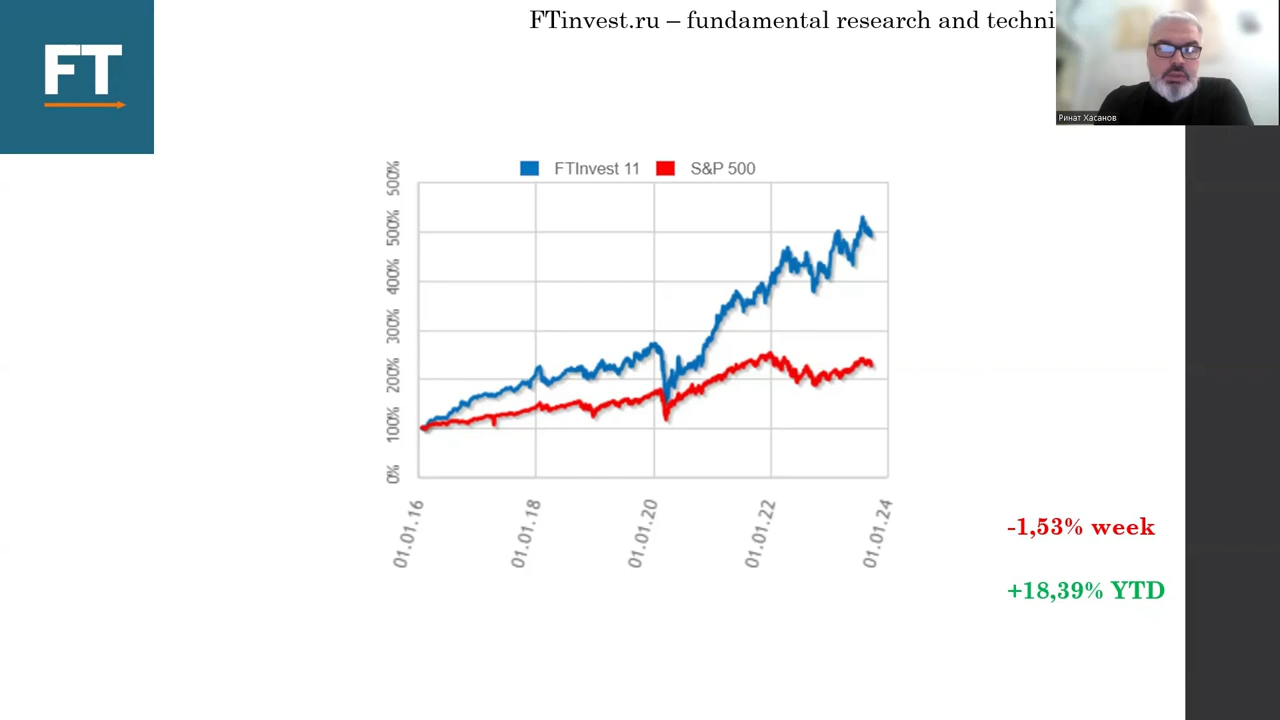 FTinvest.ru – fundamental research and techni
FT
Ринат Хасанов
FTInvest 11
S&P 500
500%
500%
400%
300%
200%
100%
0%
01.01.16
01.01.18
01.01.20
01.01.22
01.01.24
-1,53% week
+18,39% YTD